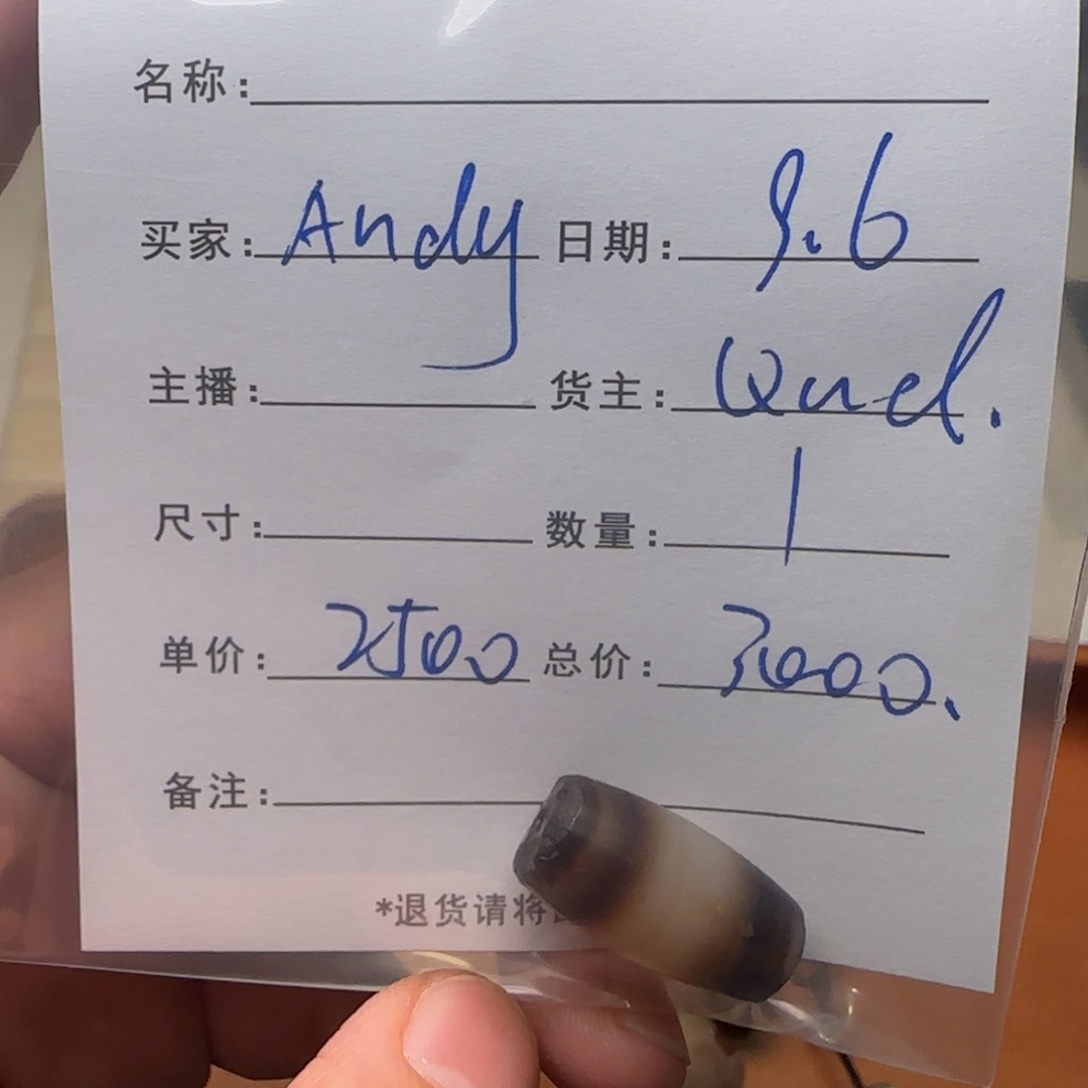 名称:
买家: Andy 日期: 9.6
主播: 货主:
尺寸: 数量: 1
单价: 2500 总价: 3000.
备注:
*退货请将